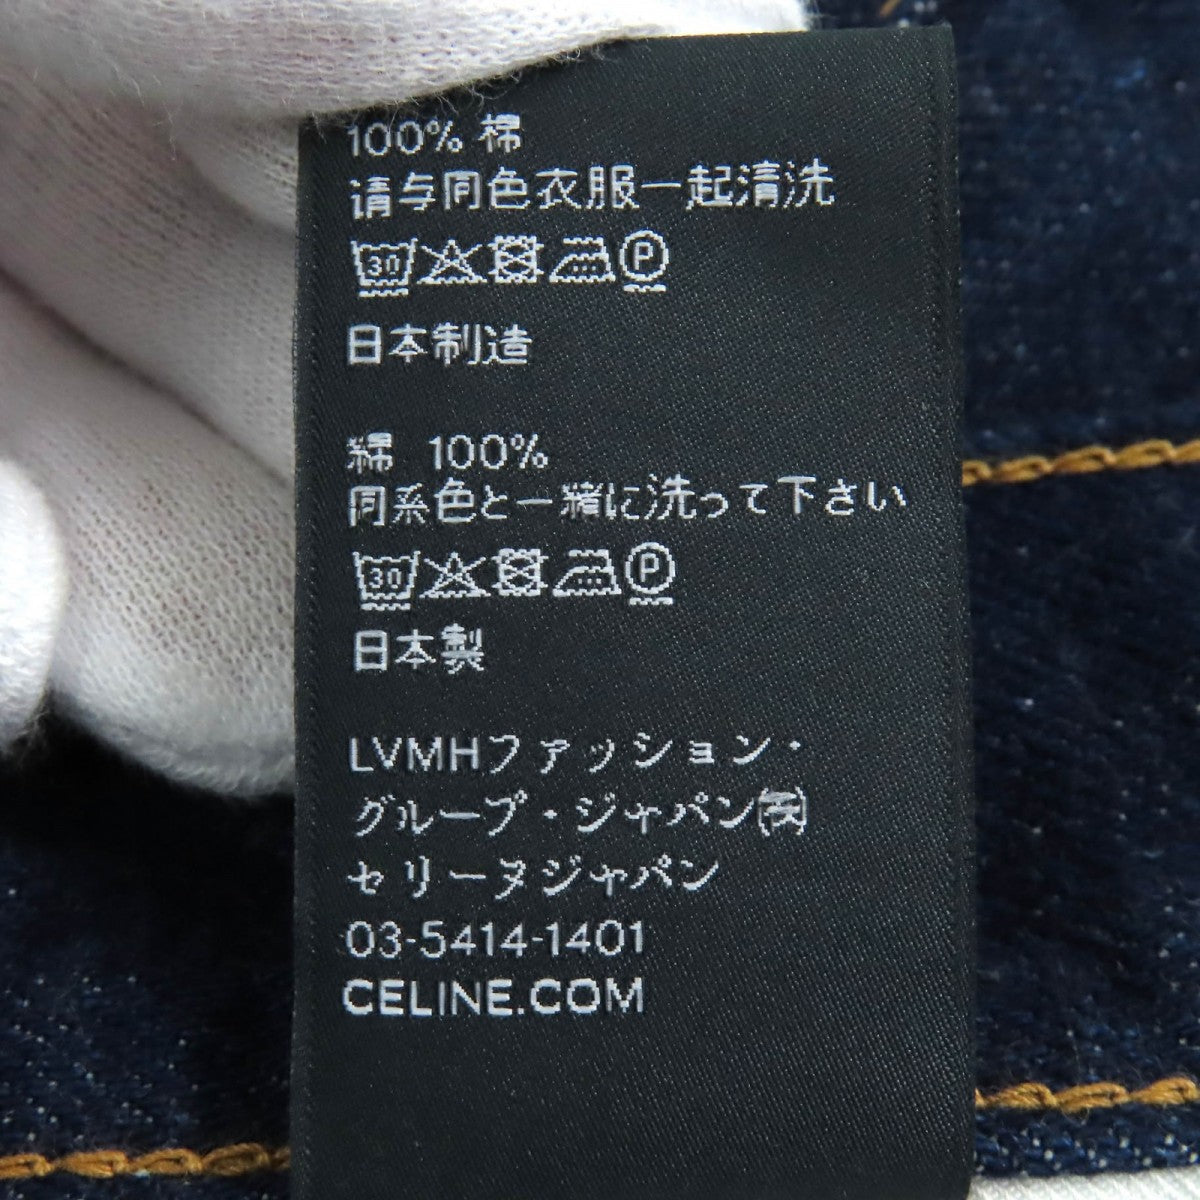 100% 棉
请与同色衣服一起清洗
30 P
日本制造
綿 100%
同系色と一緒に洗って下さい
30 P
日本製
LVMHファッション・
グループ・ジャパン㈱
セリーヌジャパン
03-5414-1401
CELINE.COM